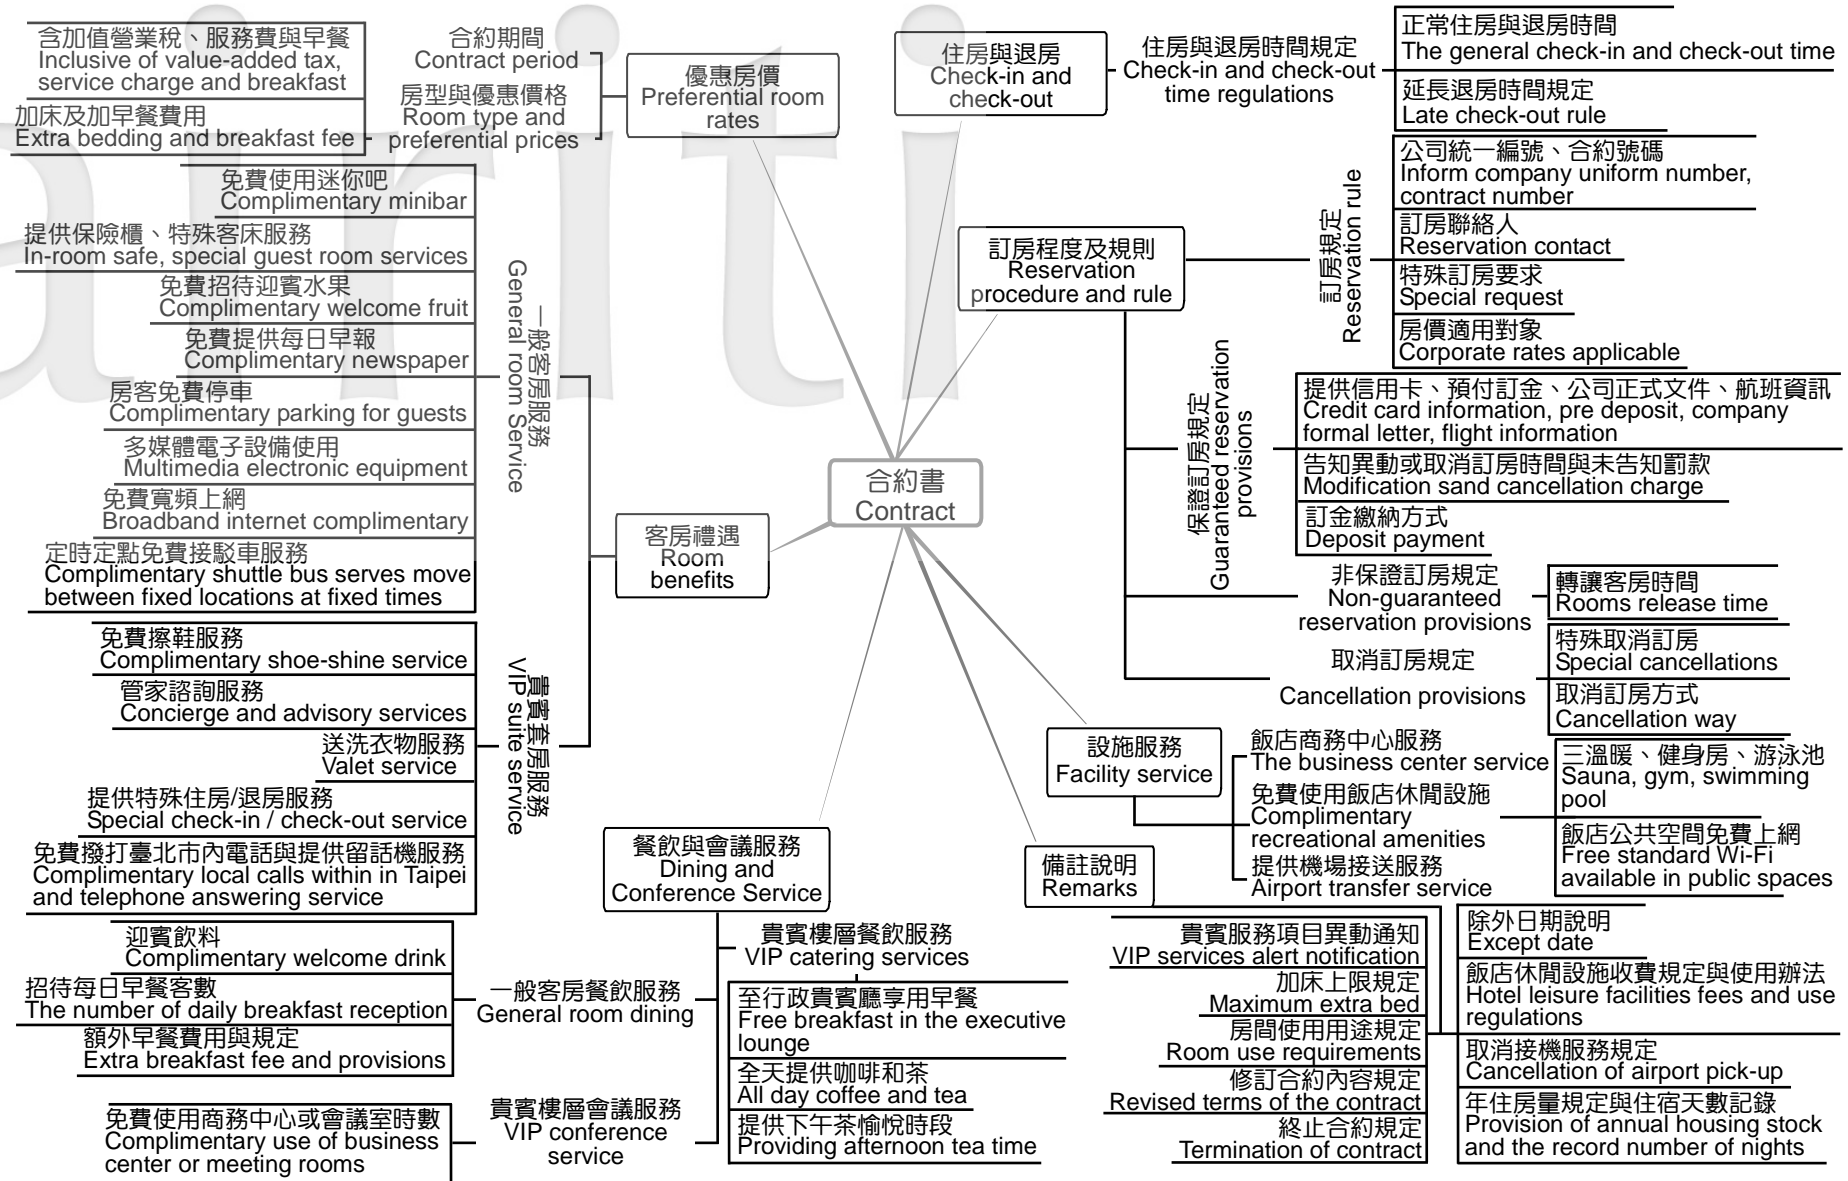 airiti
合約書
Contract
優惠房價
Preferential room
rates
合約期間
Contract period
房型與優惠價格
Room type and
preferential prices
含加值營業稅、服務費與早餐
Inclusive of value-added tax,
service charge and breakfast
加床及加早餐費用
Extra bedding and breakfast fee
客房禮遇
Room
benefits
一般客房服務
General room Service
免費使用迷你吧
Complimentary minibar
提供保險櫃、特殊客床服務
In-room safe, special guest room services
免費招待迎賓水果
Complimentary welcome fruit
免費提供每日早報
Complimentary newspaper
房客免費停車
Complimentary parking for guests
多媒體電子設備使用
Multimedia electronic equipment
免費寬頻上網
Broadband internet complimentary
定時定點免費接駁車服務
Complimentary shuttle bus serves move
between fixed locations at fixed times
貴賓套房服務
VIP suite service
免費擦鞋服務
Complimentary shoe-shine service
管家諮詢服務
Concierge and advisory services
送洗衣物服務
Valet service
提供特殊住房/退房服務
Special check-in / check-out service
免費撥打臺北市內電話與提供留話機服務
Complimentary local calls within in Taipei
and telephone answering service
餐飲與會議服務
Dining and
Conference Service
一般客房餐飲服務
General room dining
迎賓飲料
Complimentary welcome drink
招待每日早餐客數
The number of daily breakfast reception
額外早餐費用與規定
Extra breakfast fee and provisions
貴賓樓層餐飲服務
VIP catering services
至行政貴賓廳享用早餐
Free breakfast in the executive
lounge
全天提供咖啡和茶
All day coffee and tea
提供下午茶愉悅時段
Providing afternoon tea time
貴賓樓層會議服務
VIP conference
service
免費使用商務中心或會議室時數
Complimentary use of business
center or meeting rooms
住房與退房
Check-in and
check-out
住房與退房時間規定
Check-in and check-out
time regulations
正常住房與退房時間
The general check-in and check-out time
延長退房時間規定
Late check-out rule
訂房程度及規則
Reservation
procedure and rule
訂房規定
Reservation rule
公司統一編號、合約號碼
Inform company uniform number,
contract number
訂房聯絡人
Reservation contact
特殊訂房要求
Special request
房價適用對象
Corporate rates applicable
保證訂房規定
Guaranteed reservation
provisions
提供信用卡、預付訂金、公司正式文件、航班資訊
Credit card information, pre deposit, company
formal letter, flight information
告知異動或取消訂房時間與未告知罰款
Modification sand cancellation charge
訂金繳納方式
Deposit payment
非保證訂房規定
Non-guaranteed
reservation provisions
轉讓客房時間
Rooms release time
取消訂房規定
Cancellation provisions
特殊取消訂房
Special cancellations
取消訂房方式
Cancellation way
設施服務
Facility service
飯店商務中心服務
The business center service
免費使用飯店休閒設施
Complimentary
recreational amenities
三溫暖、健身房、游泳池
Sauna, gym, swimming
pool
飯店公共空間免費上網
Free standard Wi-Fi
available in public spaces
提供機場接送服務
Airport transfer service
備註說明
Remarks
貴賓服務項目異動通知
VIP services alert notification
加床上限規定
Maximum extra bed
房間使用用途規定
Room use requirements
修訂合約內容規定
Revised terms of the contract
終止合約規定
Termination of contract
除外日期說明
Except date
飯店休閒設施收費規定與使用辦法
Hotel leisure facilities fees and use
regulations
取消接機服務規定
Cancellation of airport pick-up
年住房量規定與住宿天數記錄
Provision of annual housing stock
and the record number of nights